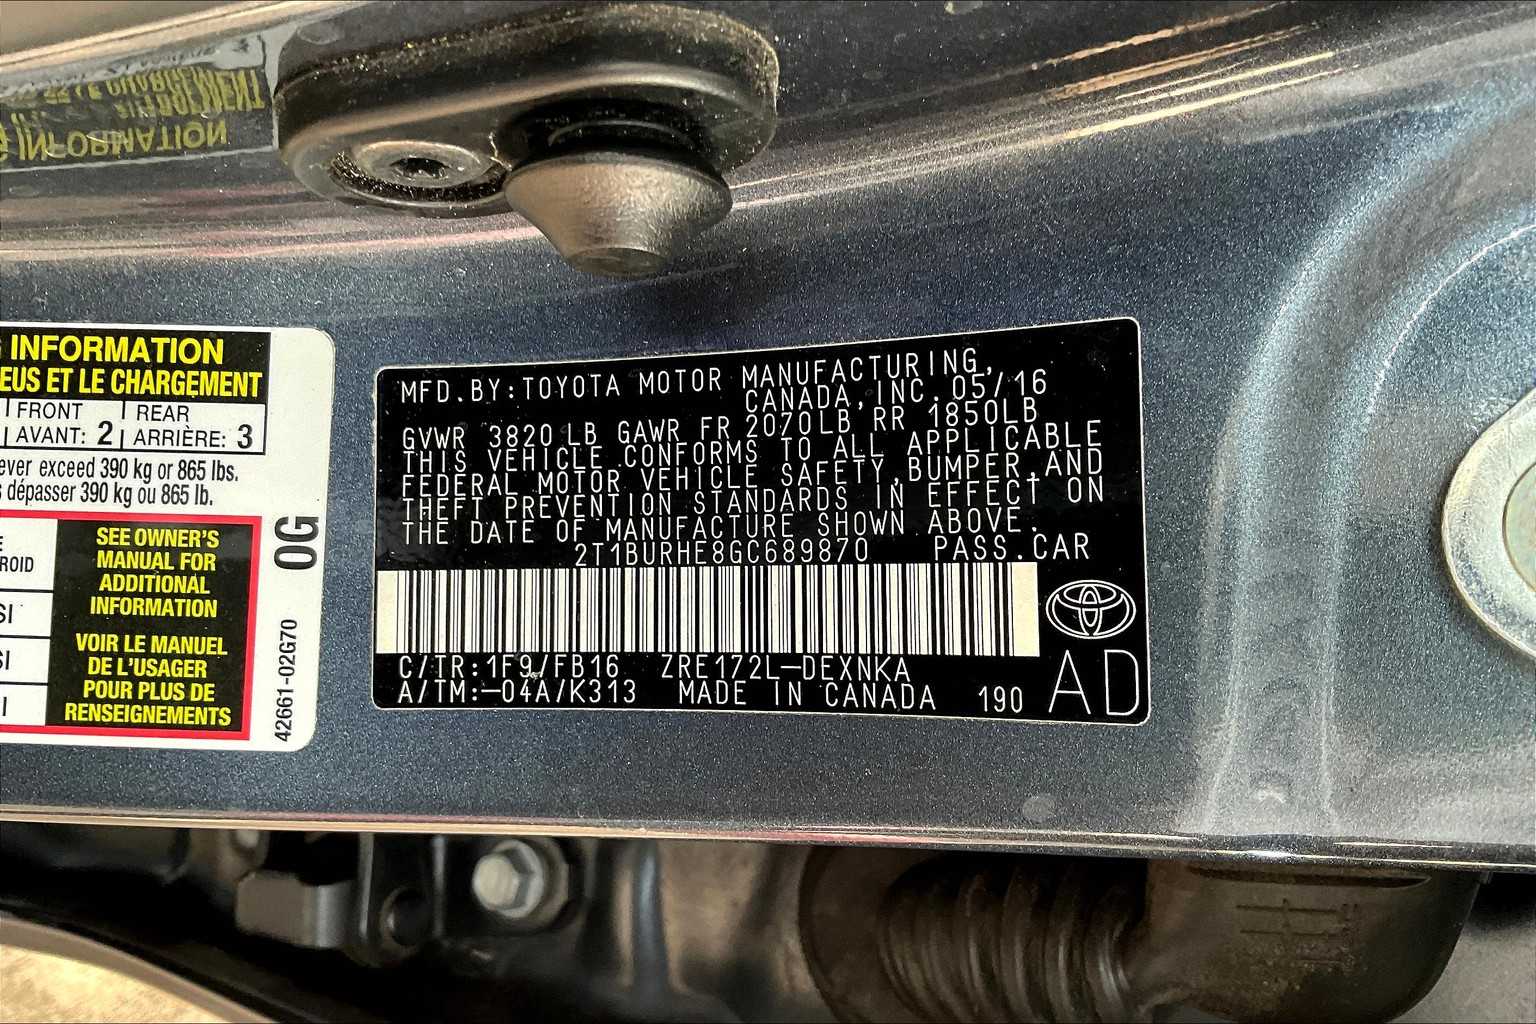 INFORMATION
EUS ET LE CHARGEMENT
FRONT REAR
AVANT: 2 ARRIÈRE: 3
ever exceed 390 kg or 865 lbs.
dépasser 390 kg ou 865 lb.
SEE OWNER'S
MANUAL FOR
ADDITIONAL
INFORMATION
VOIR LE MANUEL
DE L'USAGER
POUR PLUS DE
RENSEIGNEMENTS
0G
42661-02G70
MFD.BY:TOYOTA MOTOR MANUFACTURING,
CANADA,INC.05/16
GVWR 3820 LB GAWR FR 2070LB RR 1850LB
THIS VEHICLE CONFORMS TO ALL APPLICABLE
FEDERAL MOTOR VEHICLE SAFETY,BUMPER,AND
THEFT PREVENTION STANDARDS IN EFFECT ON
THE DATE OF MANUFACTURE SHOWN ABOVE.
2T1BURHE8GC689870 PASS.CAR
C/TR:1F9/FB16 ZRE172L-DEXNKA
A/TM:-04A/K313 MADE IN CANADA 190 AD